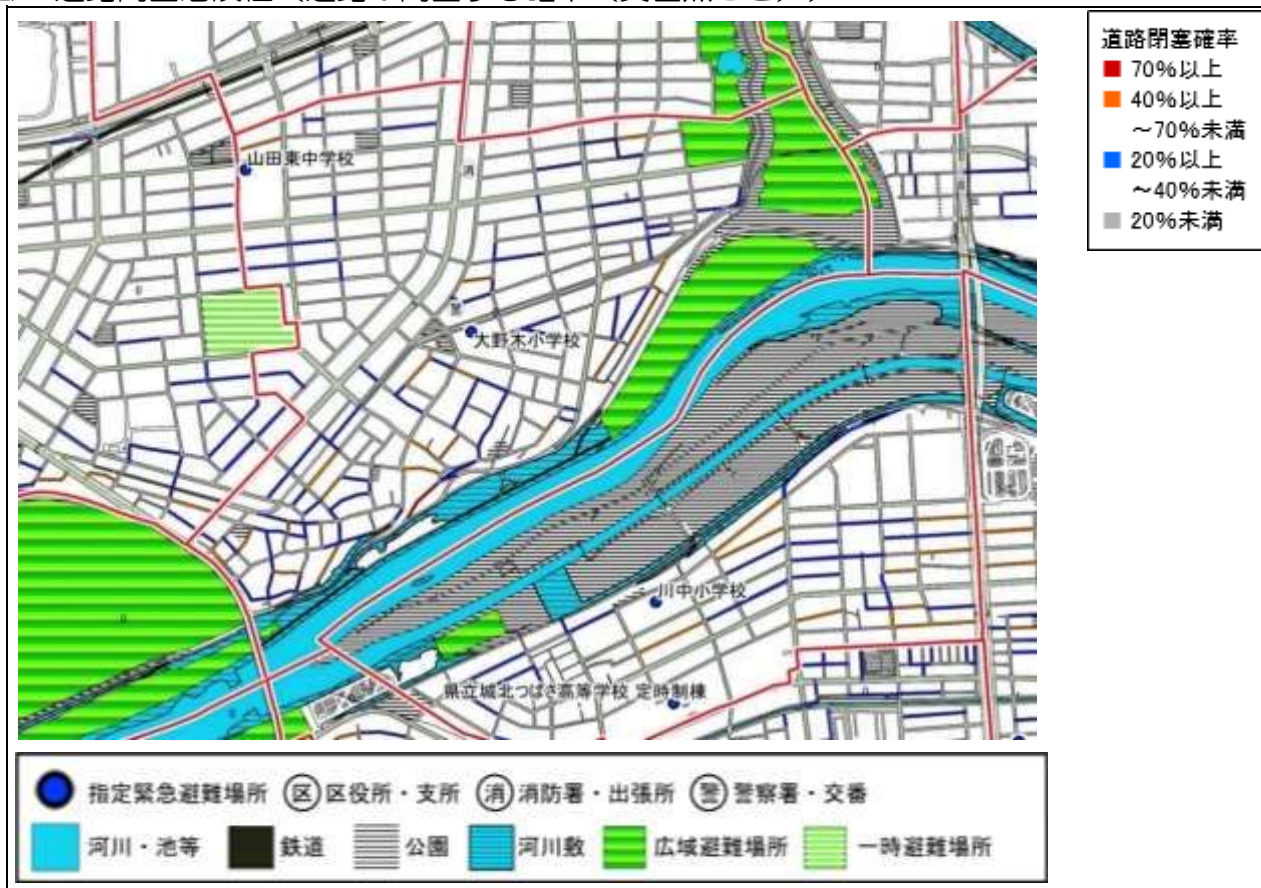 道路閉塞確率
70%以上
40%以上
～70%未満
20%以上
～40%未満
20%未満
山田東中学校
消
大野木小学校
川中小学校
県立城北つばさ高等学校 定時制棟
指定緊急避難場所 区 区役所・支所 消 消防署・出張所 警 警察署・交番
河川・池等 鉄道 公園 河川敷 広域避難場所 一時避難場所